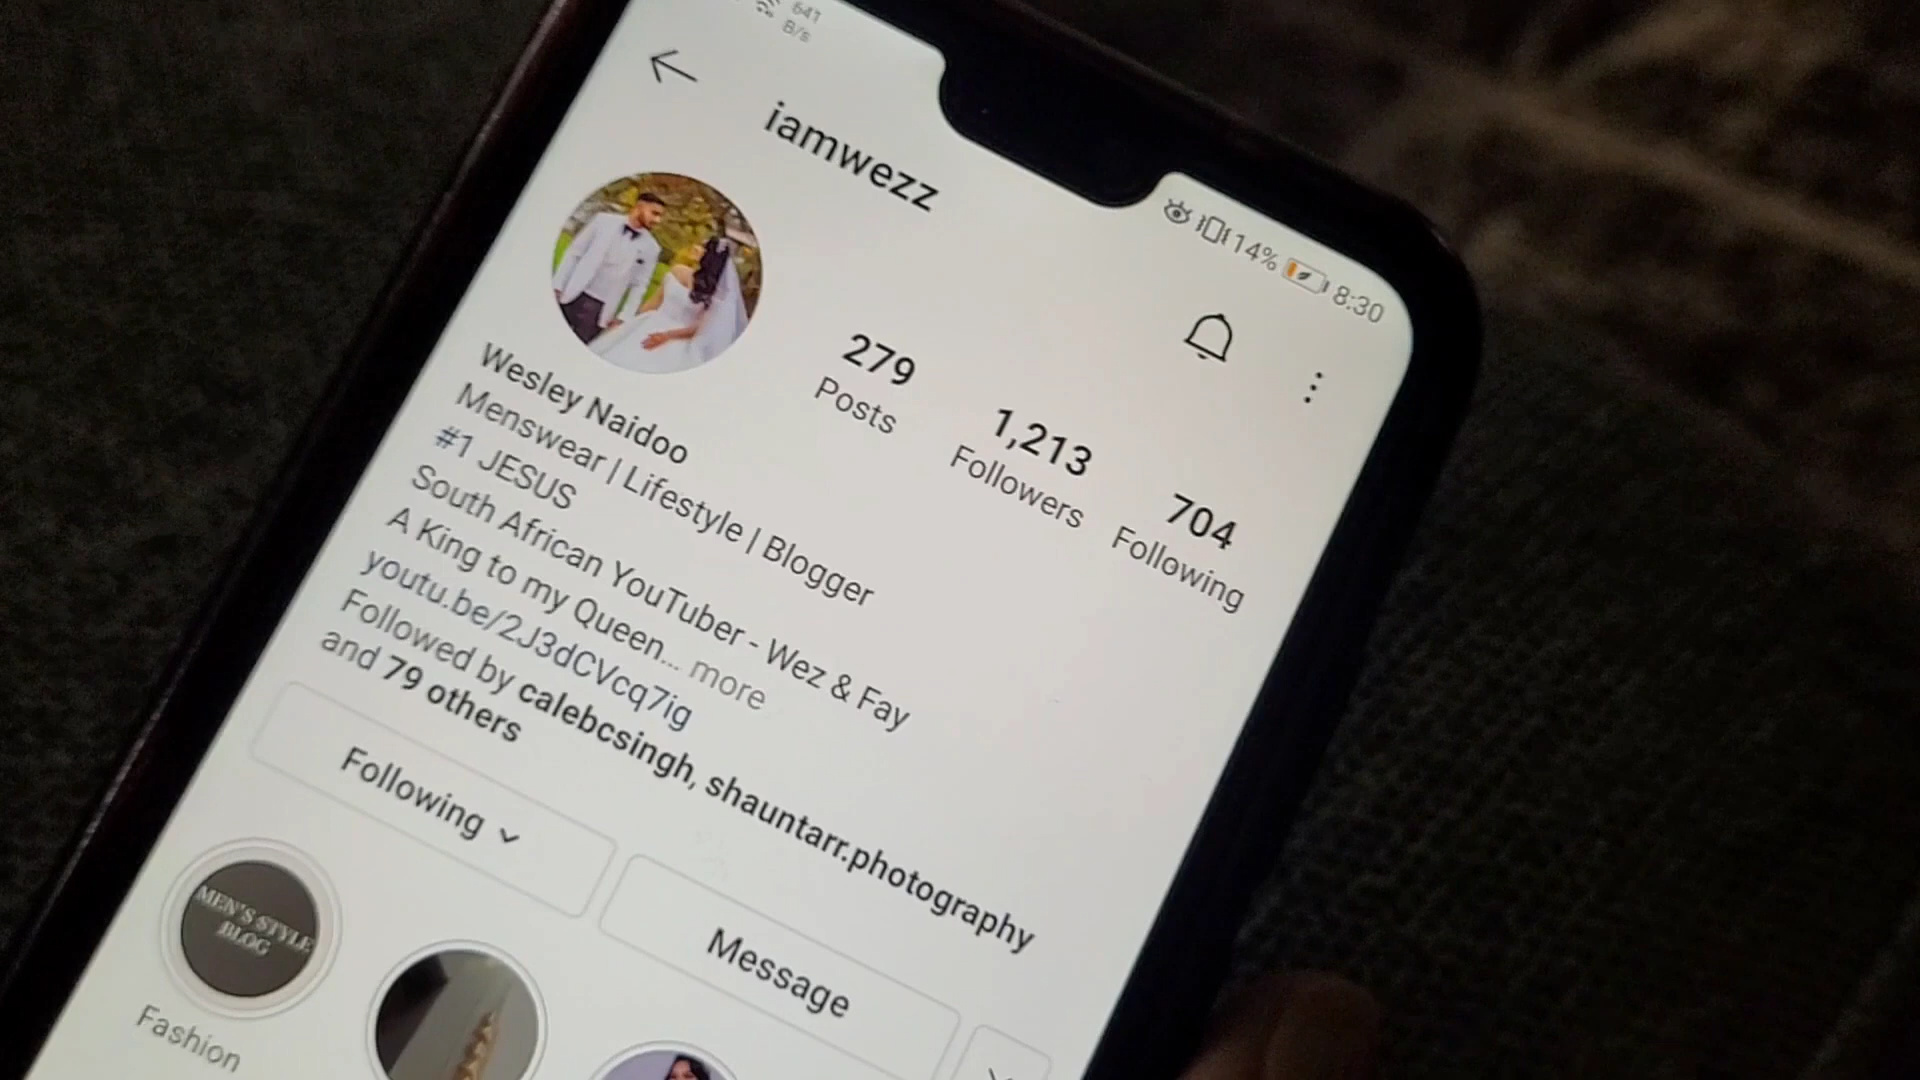 641
B/s
14% 8:30
iamwezz
279
Posts
1,213
Followers
704
Following
Wesley Naidoo
Menswear | Lifestyle | Blogger
#1 JESUS
South African YouTuber - Wez & Fay
A King to my Queen... more
youtu.be/2J3dCVcq7ig
Followed by calebcsingh, shauntarr.photography
and 79 others
Following
Message
MEN'S STYLE
BLOG
Fashion